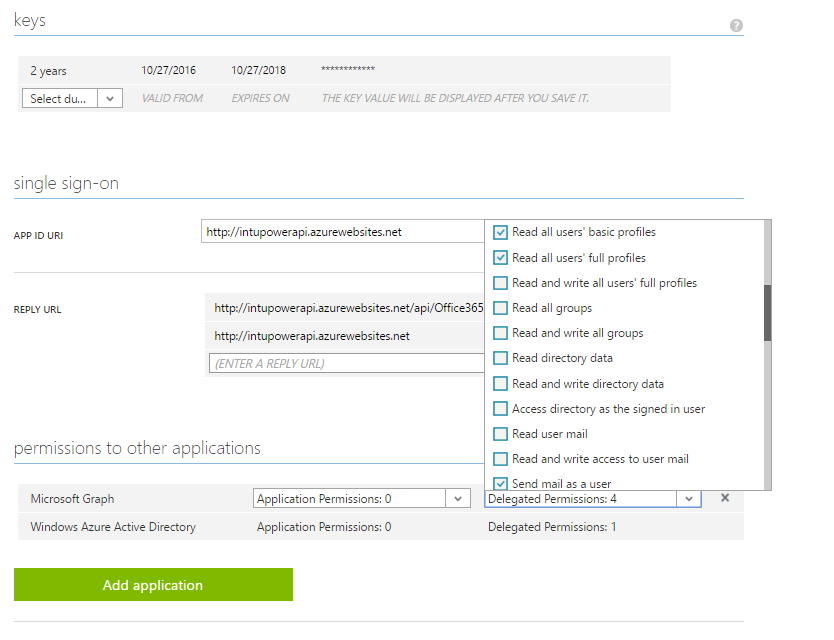 keys
?
2 years 10/27/2016 10/27/2018 ************
Select du... VALID FROM EXPIRES ON THE KEY VALUE WILL BE DISPLAYED AFTER YOU SAVE IT.
single sign-on
APP ID URI http://intupowerapi.azurewebsites.net
REPLY URL http://intupowerapi.azurewebsites.net/api/Office365
http://intupowerapi.azurewebsites.net
(ENTER A REPLY URL)
Read all users' basic profiles
Read all users' full profiles
Read and write all users' full profiles
Read all groups
Read and write all groups
Read directory data
Read and write directory data
Access directory as the signed in user
Read user mail
Read and write access to user mail
Send mail as a user
permissions to other applications
Microsoft Graph Application Permissions: 0 Delegated Permissions: 4
Windows Azure Active Directory Application Permissions: 0 Delegated Permissions: 1
Add application